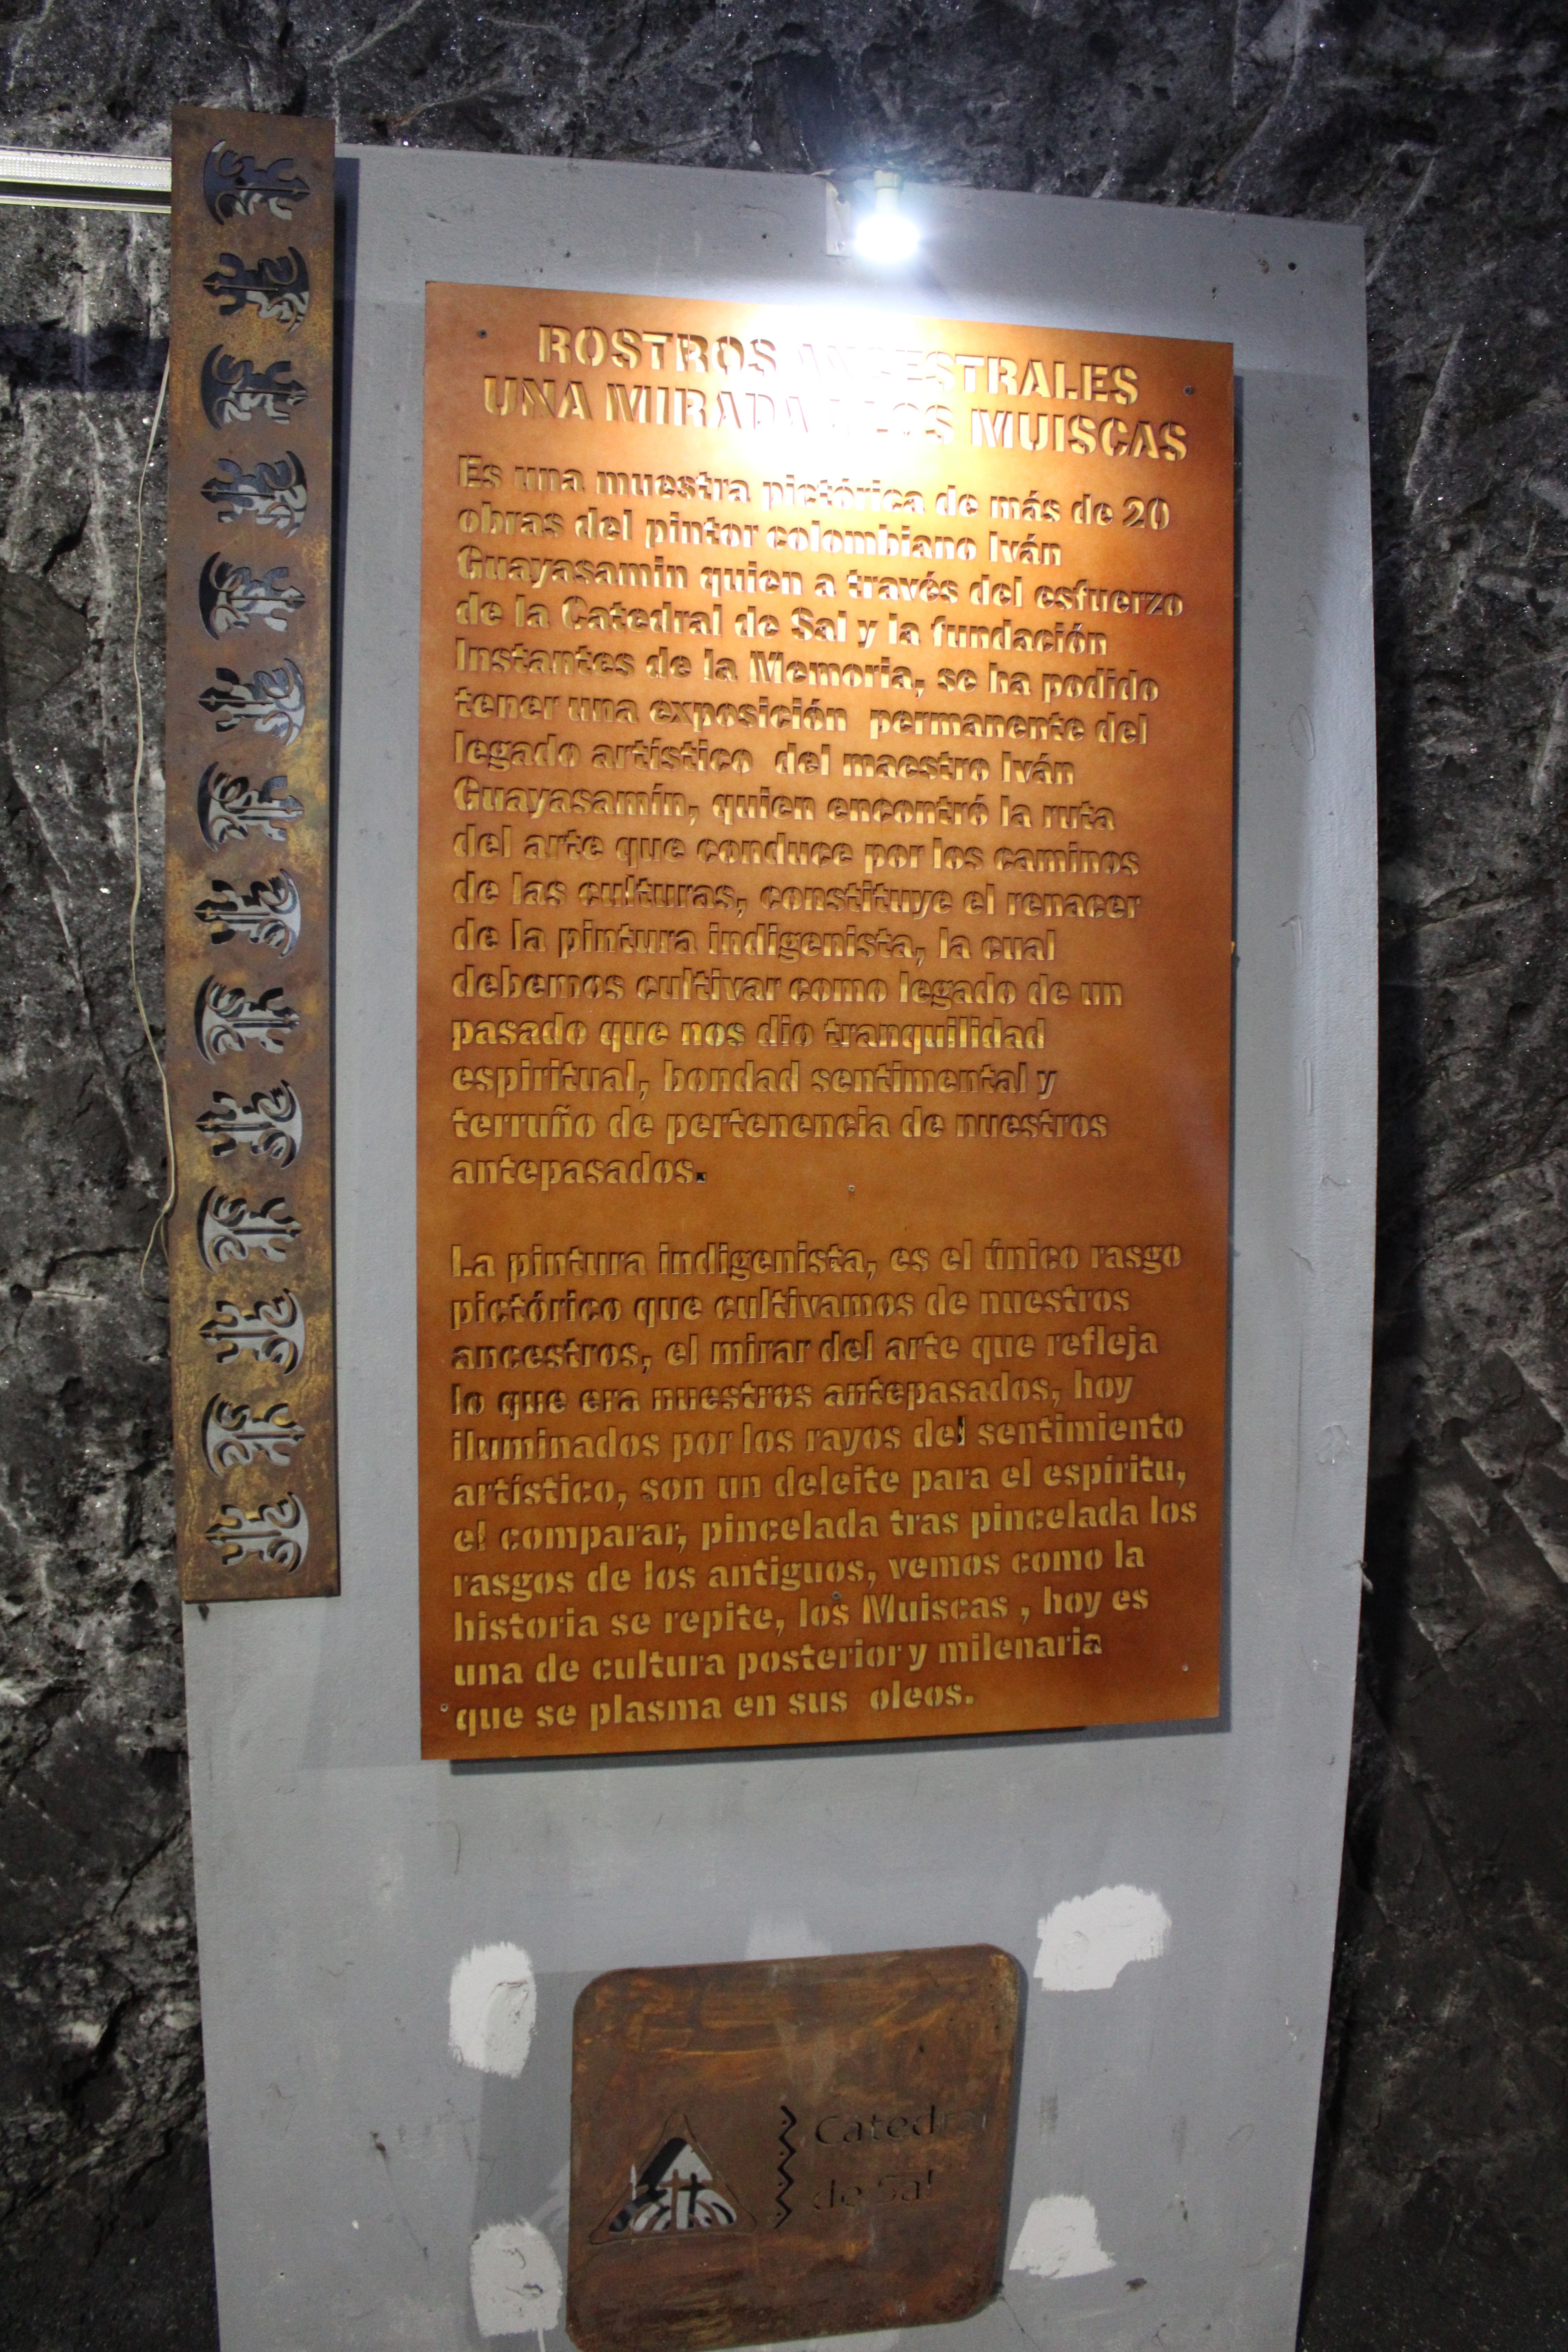 ROSTROS ANCESTRALES
UNA MIRADA A LOS MUISCAS
Es una muestra pictórica de más de 20
obras del pintor colombiano Iván
Guayasamin quien a través del esfuerzo
de la Catedral de Sal y la fundación
Instantes de la Memoria, se ha podido
tener una exposición permanente del
legado artístico del maestro Iván
Guayasamín, quien encontró la ruta
del arte que conduce por los caminos
de las culturas, constituye el renacer
de la pintura indigenista, la cual
debemos cultivar como legado de un
pasado que nos dio tranquilidad
espiritual, bondad sentimental y
terruño de pertenencia de nuestros
antepasados.
La pintura indigenista, es el único rasgo
pictórico que cultivamos de nuestros
ancestros, el mirar del arte que refleja
lo que era nuestros antepasados, hoy
iluminados por los rayos del sentimiento
artístico, son un deleite para el espíritu,
el comparar, pincelada tras pincelada los
rasgos de los antiguos, vemos como la
historia se repite, los Muiscas , hoy es
una de cultura posterior y milenaria
que se plasma en sus oleos.
Catedral
de Sal